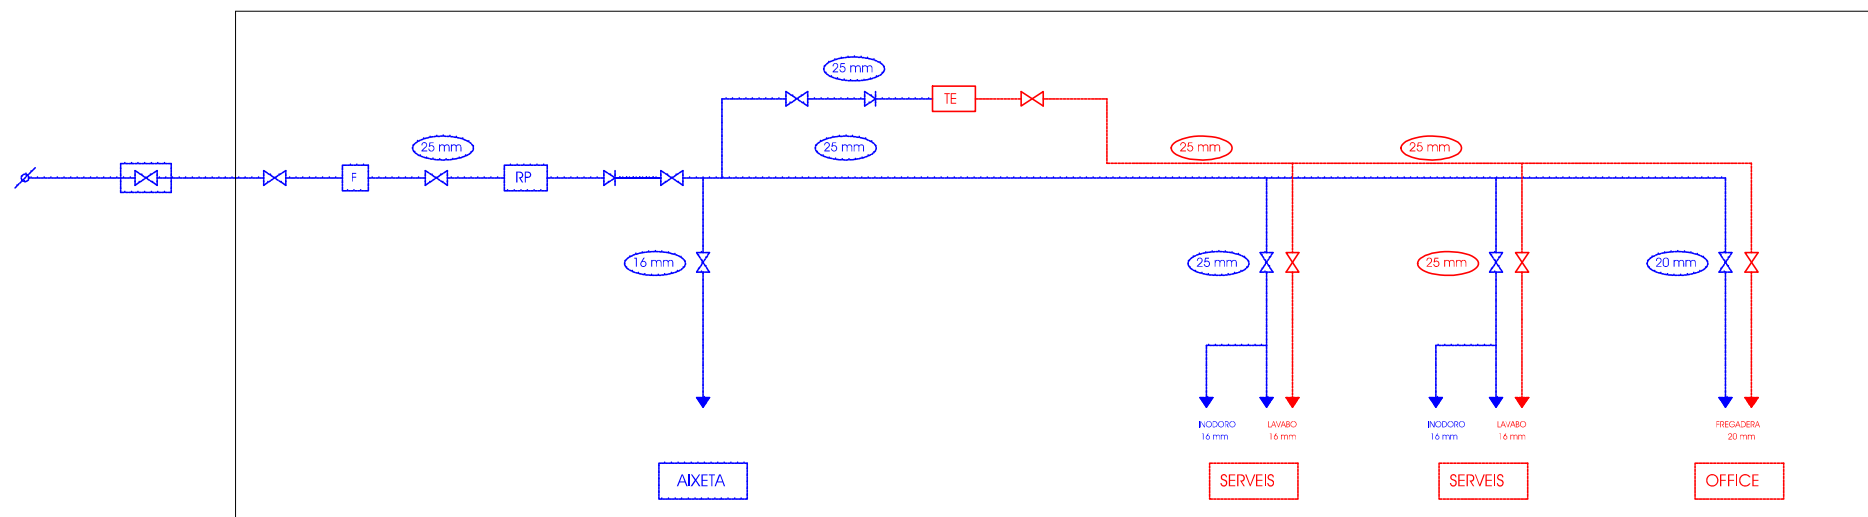 25 mm
TE
25 mm
25 mm
25 mm
25 mm
F
RP
16 mm
25 mm
25 mm
20 mm
INODORO
16 mm
LAVABO
16 mm
INODORO
16 mm
LAVABO
16 mm
FREGADERA
20 mm
AIXETA
SERVEIS
SERVEIS
OFFICE